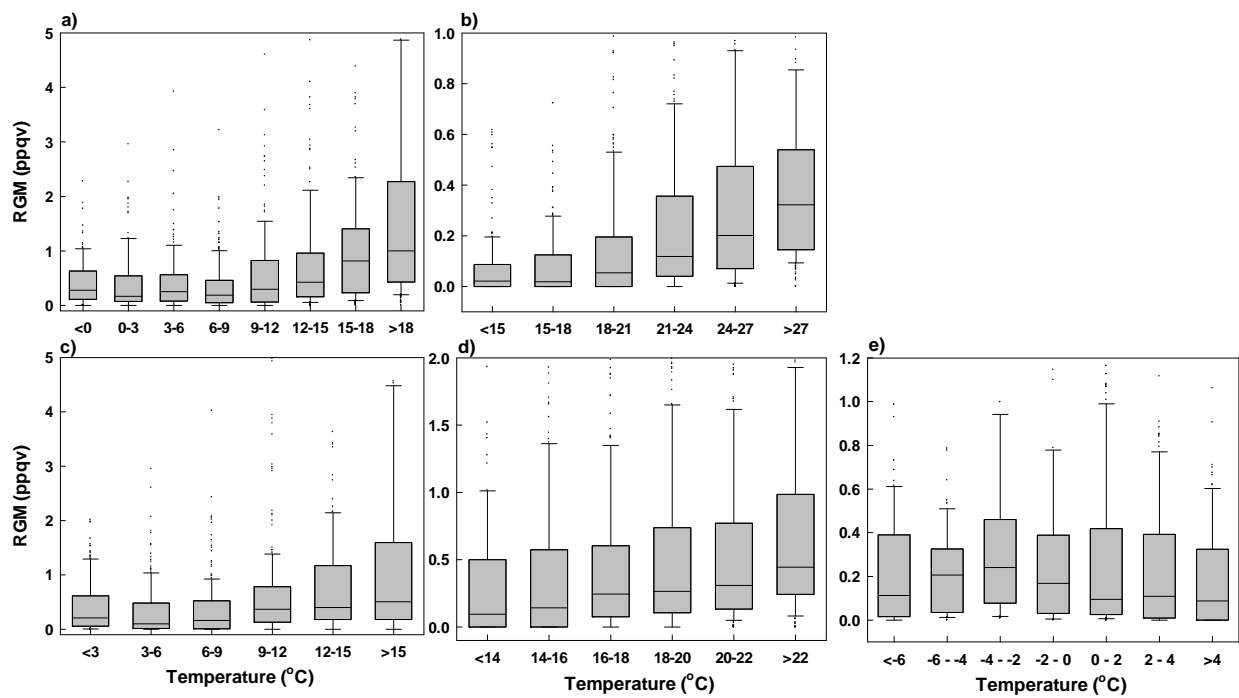 a)
RGM (ppqv)
5
4
3
2
1
0
<0 0-3 3-6 6-9 9-12 12-15 15-18 >18
b)
1.0
0.8
0.6
0.4
0.2
0.0
<15 15-18 18-21 21-24 24-27 >27
c)
RGM (ppqv)
5
4
3
2
1
0
<3 3-6 6-9 9-12 12-15 >15
Temperature (°C)
d)
2.0
1.5
1.0
0.5
0.0
<14 14-16 16-18 18-20 20-22 >22
Temperature (°C)
e)
1.2
1.0
0.8
0.6
0.4
0.2
0.0
<-6 -6 - -4 -4 - -2 -2 - 0 0 - 2 2 - 4 >4
Temperature (°C)